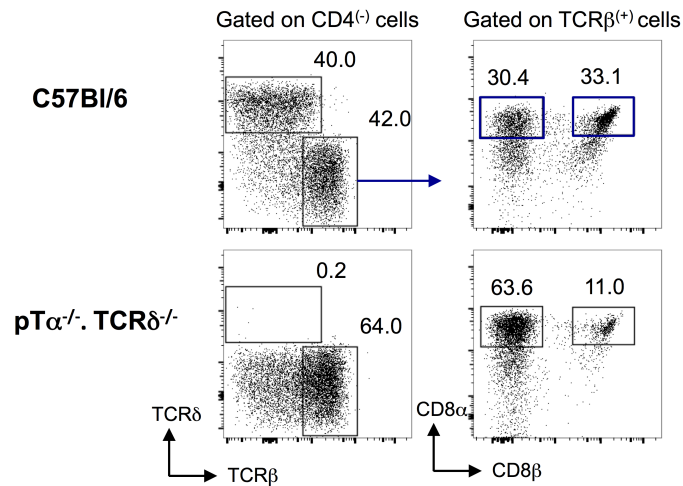 Gated on CD4(-) cells
Gated on TCRβ(+) cells
C57Bl/6
40.0
42.0
30.4
33.1
pTα-/-. TCRδ-/-
0.2
64.0
63.6
11.0
TCRδ
TCRβ
CD8α
CD8β